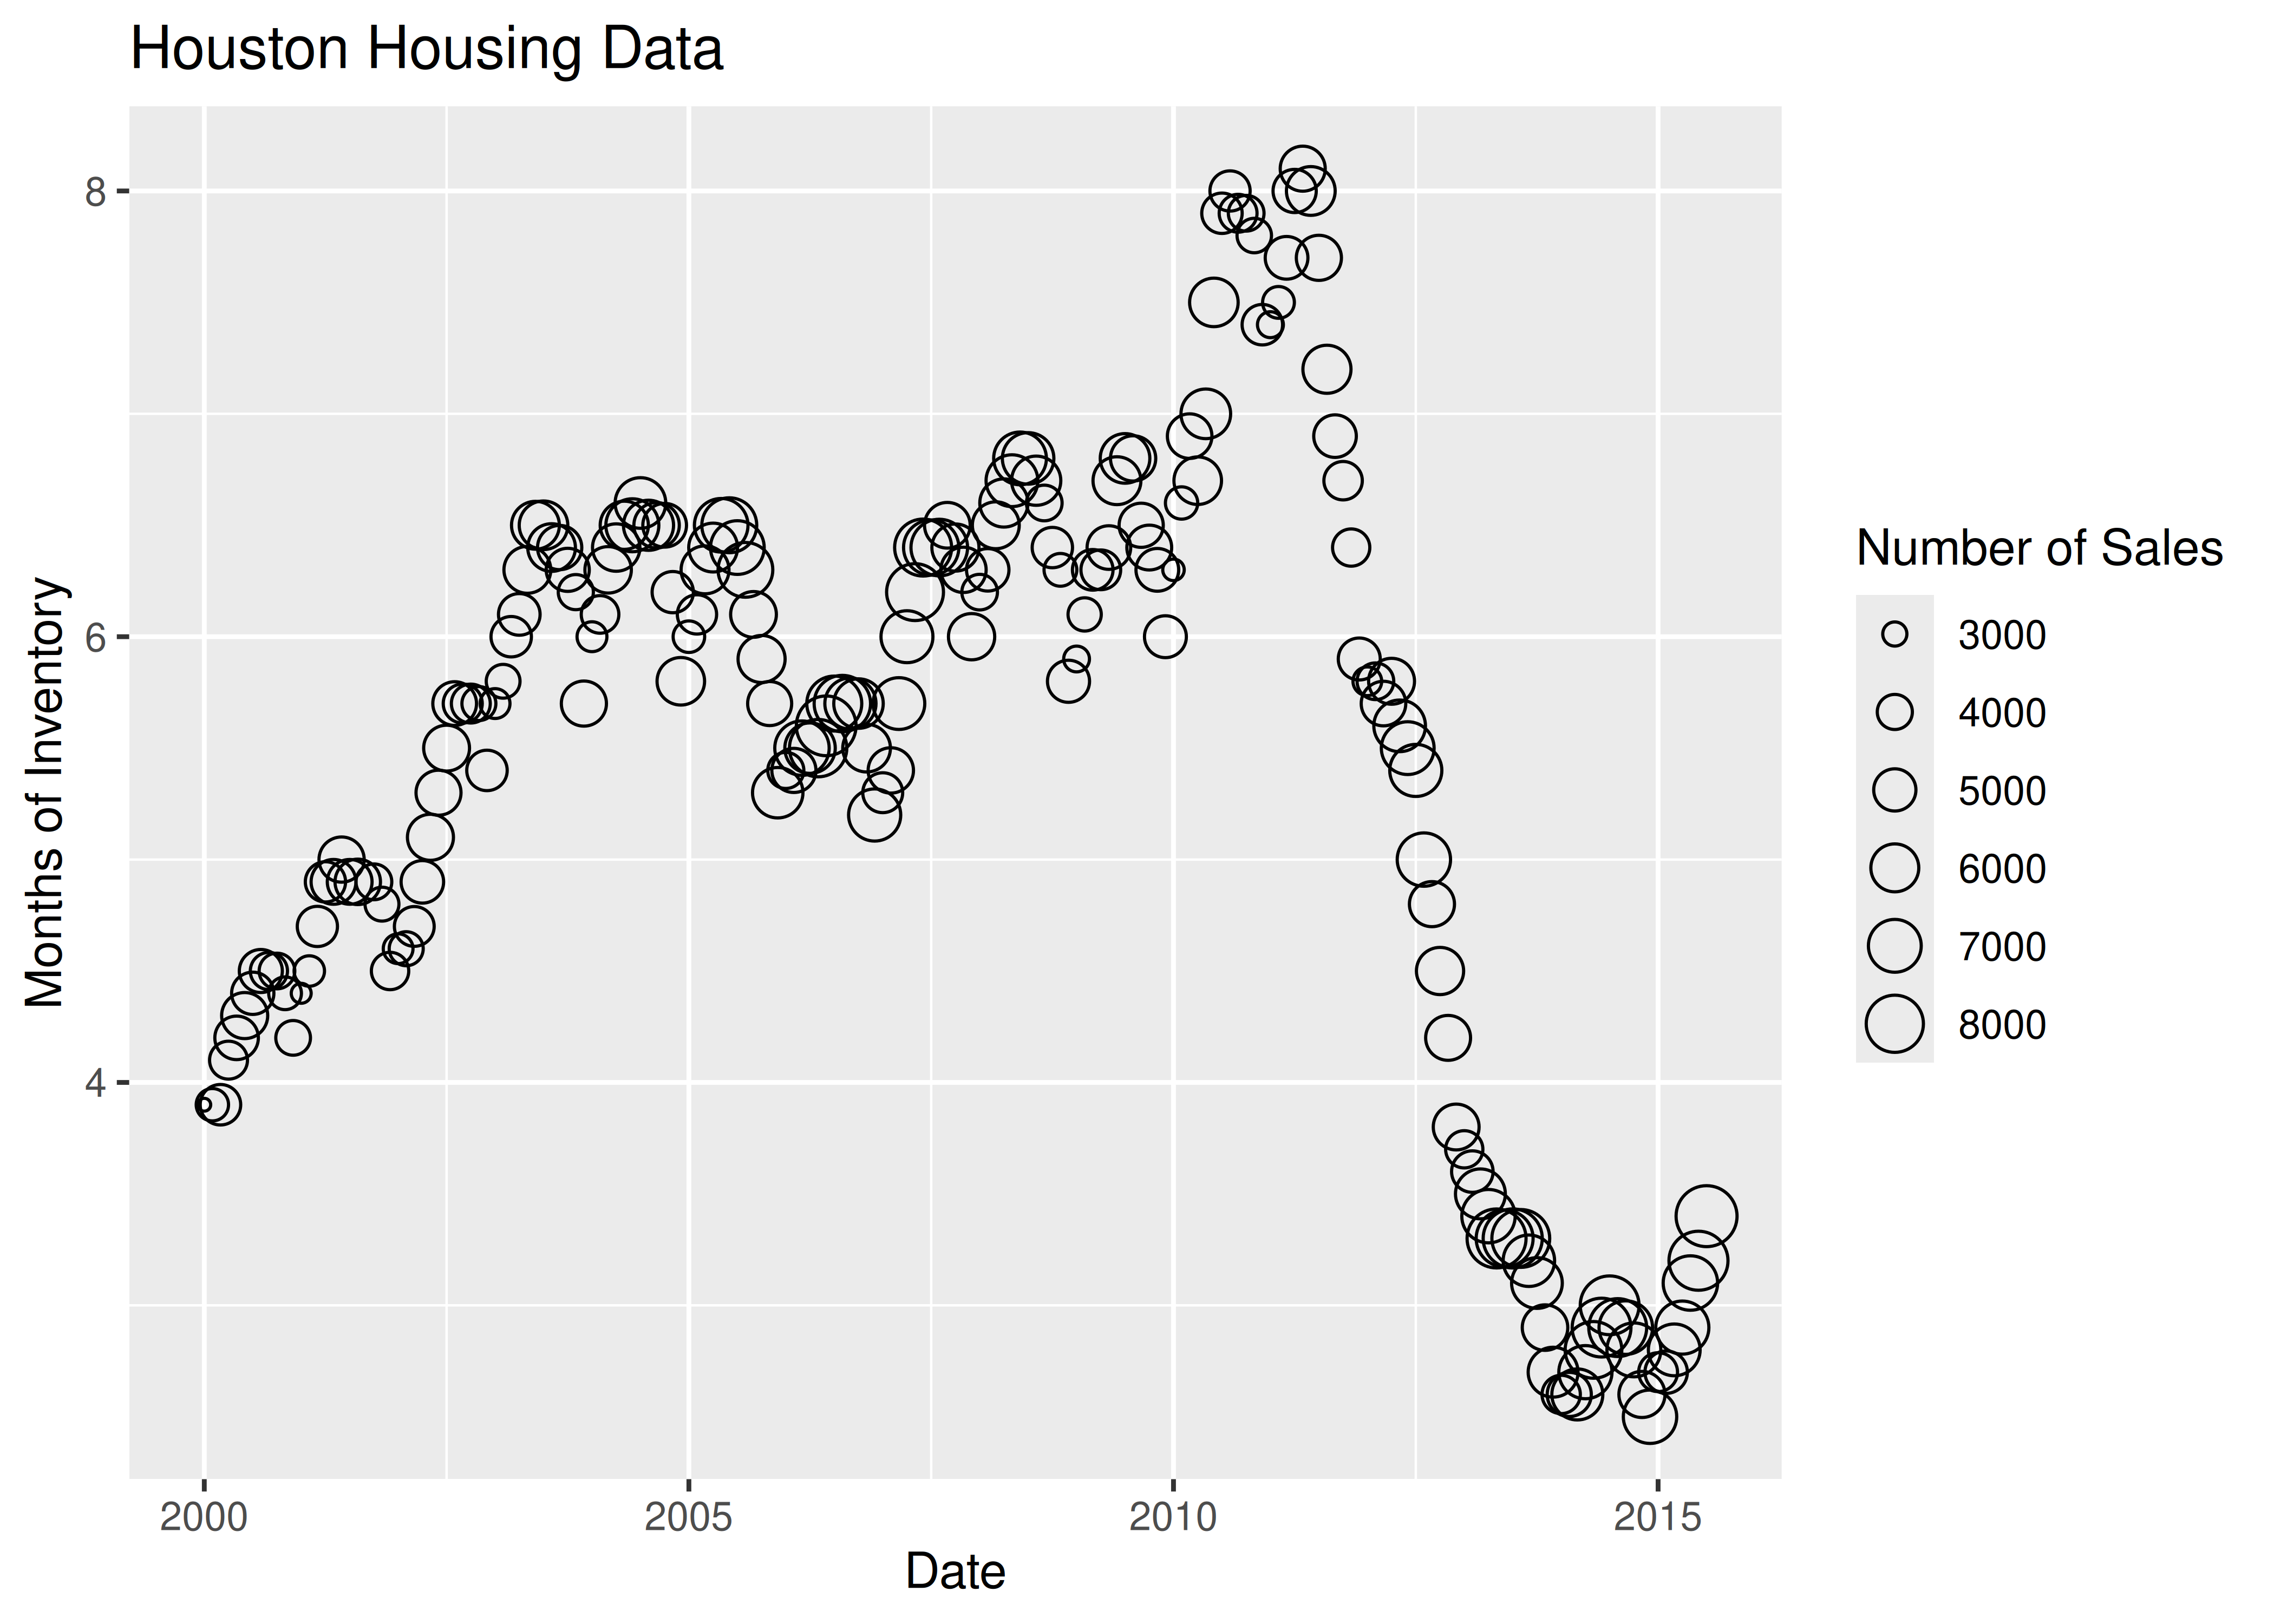 Houston Housing Data
8
6
4
Months of Inventory
2000 2005 2010 2015
Date
Number of Sales
3000
4000
5000
6000
7000
8000